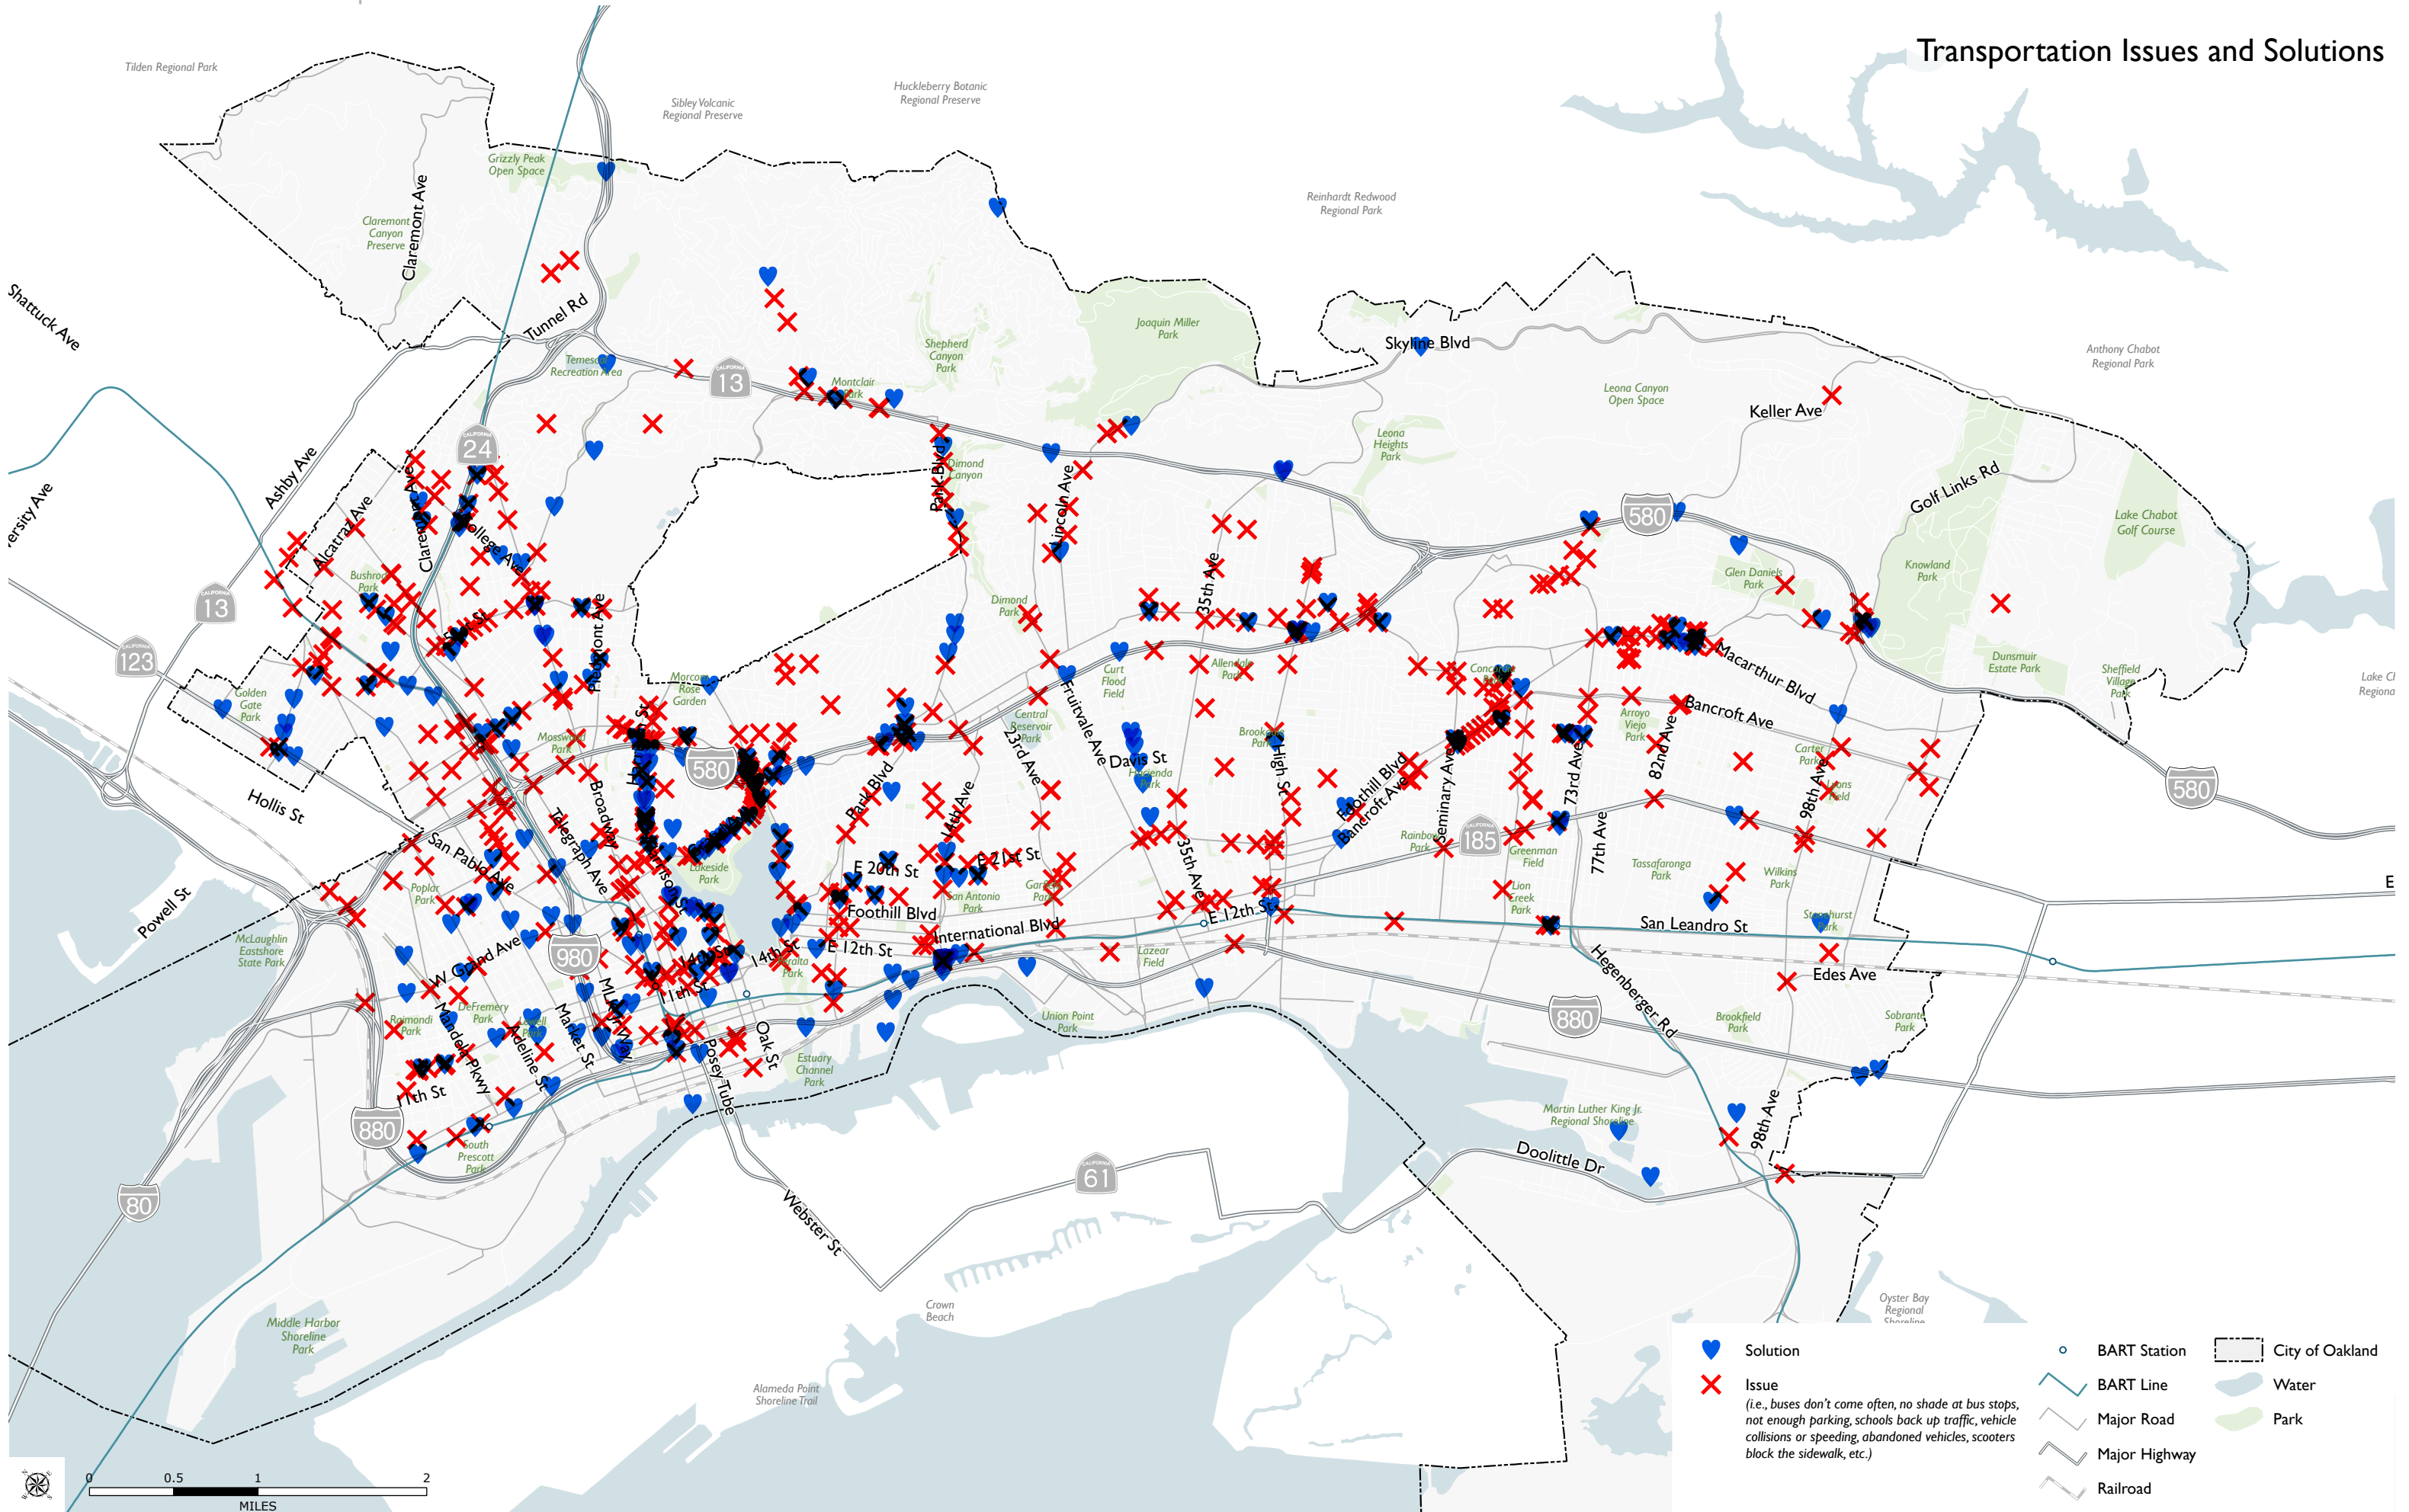 Transportation Issues and Solutions
Tilden Regional Park
Sibley Volcanic
Regional Preserve
Huckleberry Botanic
Regional Preserve
Grizzly Peak
Open Space
Reinhardt Redwood
Regional Park
Claremont
Canyon
Preserve
Claremont Ave
Shattuck Ave
Tunnel Rd
Temescal
Recreation Area
CALIFORNIA
13
Montclair
Park
Shepherd
Canyon
Park
Joaquin Miller
Park
Skyline Blvd
Leona Canyon
Open Space
Keller Ave
Anthony Chabot
Regional Park
Leona
Heights
Park
CALIFORNIA
24
Ashby Ave
Alcatraz Ave
College Ave
Park Blvd
Dimond
Canyon
Lincoln Ave
580
Golf Links Rd
Lake Chabot
Golf Course
Knowland
Park
Glen Daniels
Park
Bushrod
Park
CALIFORNIA
13
123
Piedmont Ave
Dimond
Park
35th Ave
Allendale
Park
Curt
Flood
Field
Dunsmuir
Estate Park
Sheffield
Village
Park
Macarthur Blvd
Bancroft Ave
Golden
Gate
Park
Morcom
Rose
Garden
Mosswood
Park
580
Central
Reservoir
Park
Fruitvale Ave
23rd Ave
Davis St
High St
Arroyo
Viejo
Park
82nd Ave
Carter
Park
98th Ave
580
Hollis St
Broadway
Telegraph Ave
Park Blvd
14th Ave
Foothill Blvd
Bancroft Ave
Seminary Ave
73rd Ave
77th Ave
CALIFORNIA
185
Rainbow
Park
Greenman
Field
Tassafaronga
Park
Wilkins
Park
San Pablo Ave
Lakeside
Park
E 20th St
E 21st St
San Antonio
Park
35th Ave
Lion
Creek
Park
Poplar
Park
Powell St
Foothill Blvd
E 12th St
International Blvd
E 12th St
San Leandro St
McLaughlin
Eastshore
State Park
W Grand Ave
980
14th St
14th St
11th St
Lazear
Field
Hegenberger Rd
Edes Ave
Raimondi
Park
DeFremery
Park
Mandela Pkwy
Adeline St
Market St
Oak St
Posey Tube
Estuary
Channel
Park
Union Point
Park
880
Brookfield
Park
Sobrante
Park
11th St
880
South
Prescott
Park
Martin Luther King Jr.
Regional Shoreline
98th Ave
Doolittle Dr
80
CALIFORNIA
61
Webster St
Crown
Beach
Middle Harbor
Shoreline
Park
Alameda Point
Shoreline Trail
Oyster Bay
Regional
Shoreline
Solution
Issue
(i.e., buses don't come often, no shade at bus stops,
not enough parking, schools back up traffic, vehicle
collisions or speeding, abandoned vehicles, scooters
block the sidewalk, etc.)
BART Station
BART Line
Major Road
Major Highway
Railroad
City of Oakland
Water
Park
0 0.5 1 2
MILES